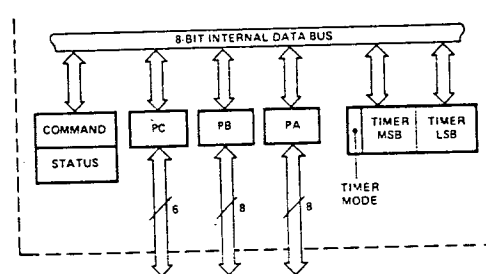 8-BIT INTERNAL DATA BUS
COMMAND
STATUS
PC
PB
PA
TIMER MSB
TIMER LSB
TIMER MODE
6
8
8